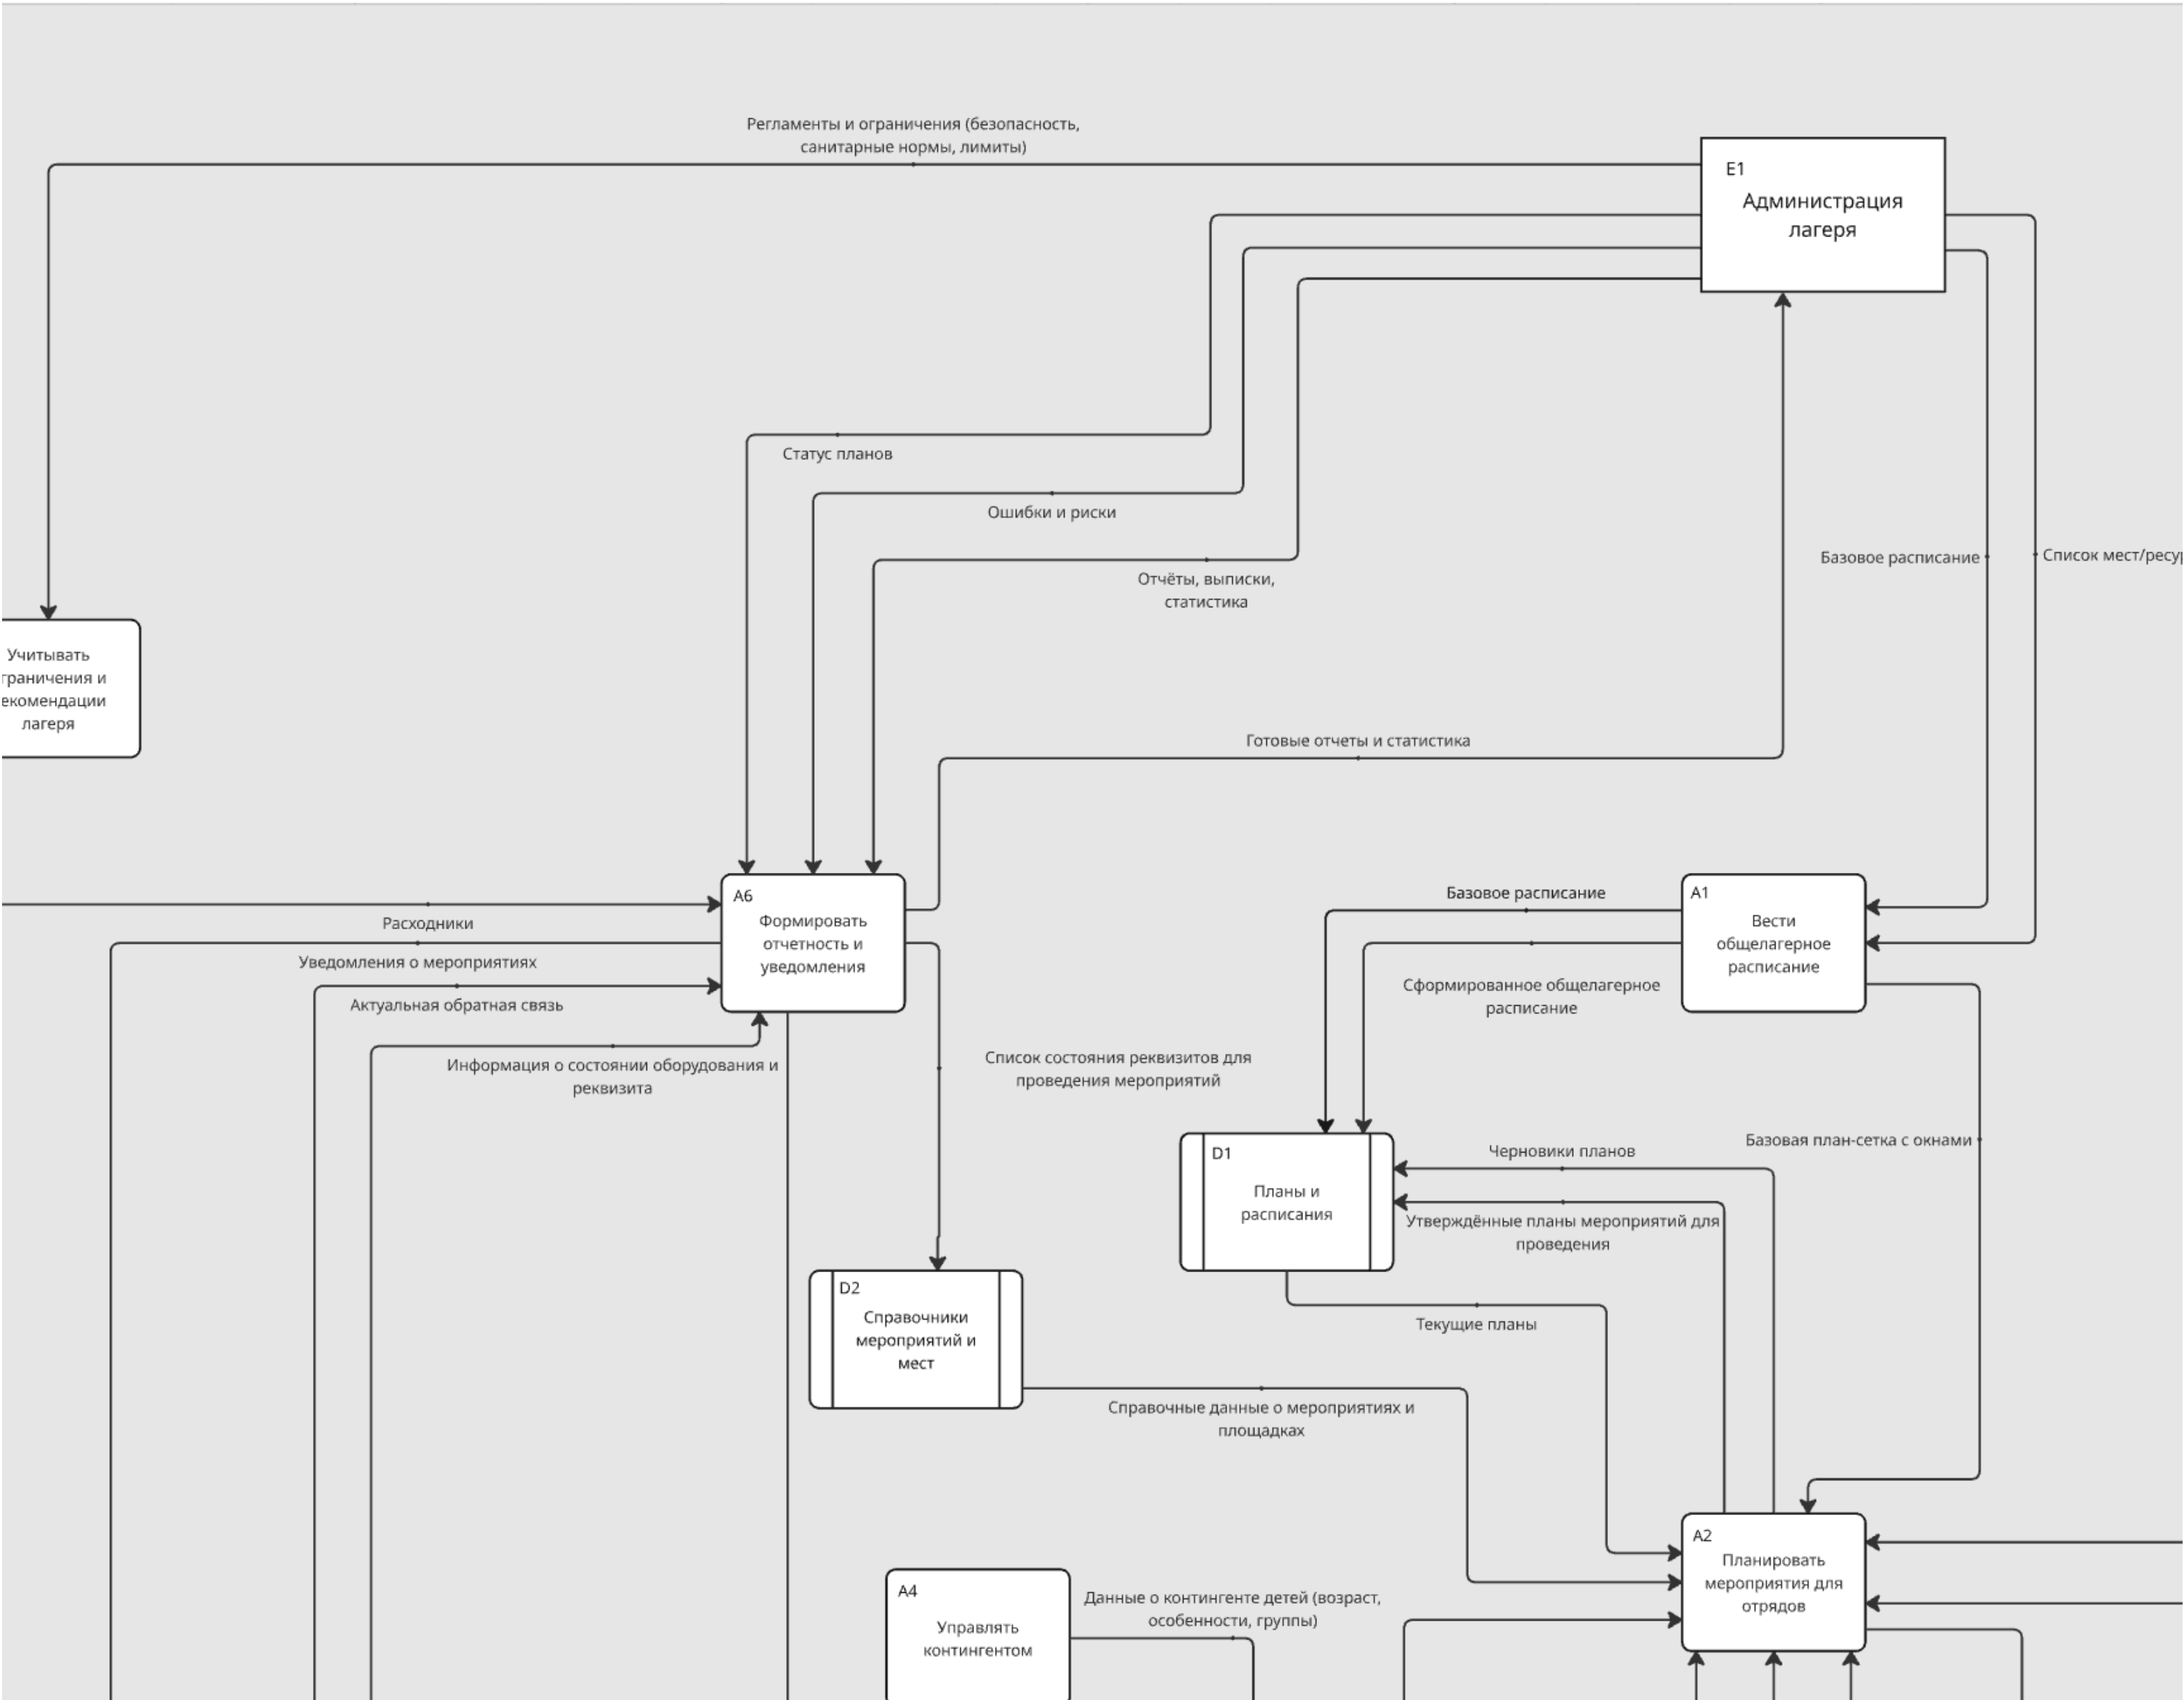 Регламенты и ограничения (безопасность,
санитарные нормы, лимиты)
E1
Администрация
лагеря
Статус планов
Ошибки и риски
Отчёты, выписки,
статистика
Базовое расписание
Список мест/ресу
Учитывать
граничения и
екомендации
лагеря
Готовые отчеты и статистика
A6
Формировать
отчетность и
уведомления
Расходники
Уведомления о мероприятиях
Актуальная обратная связь
Информация о состоянии оборудования и
реквизита
Базовое расписание
A1
Вести
общелагерное
расписание
Сформированное общелагерное
расписание
Список состояния реквизитов для
проведения мероприятий
D1
Планы и
расписания
Черновики планов
Базовая план-сетка с окнами
Утверждённые планы мероприятий для
проведения
D2
Справочники
мероприятий и
мест
Текущие планы
Справочные данные о мероприятиях и
площадках
A2
Планировать
мероприятия для
отрядов
A4
Управлять
контингентом
Данные о контингенте детей (возраст,
особенности, группы)